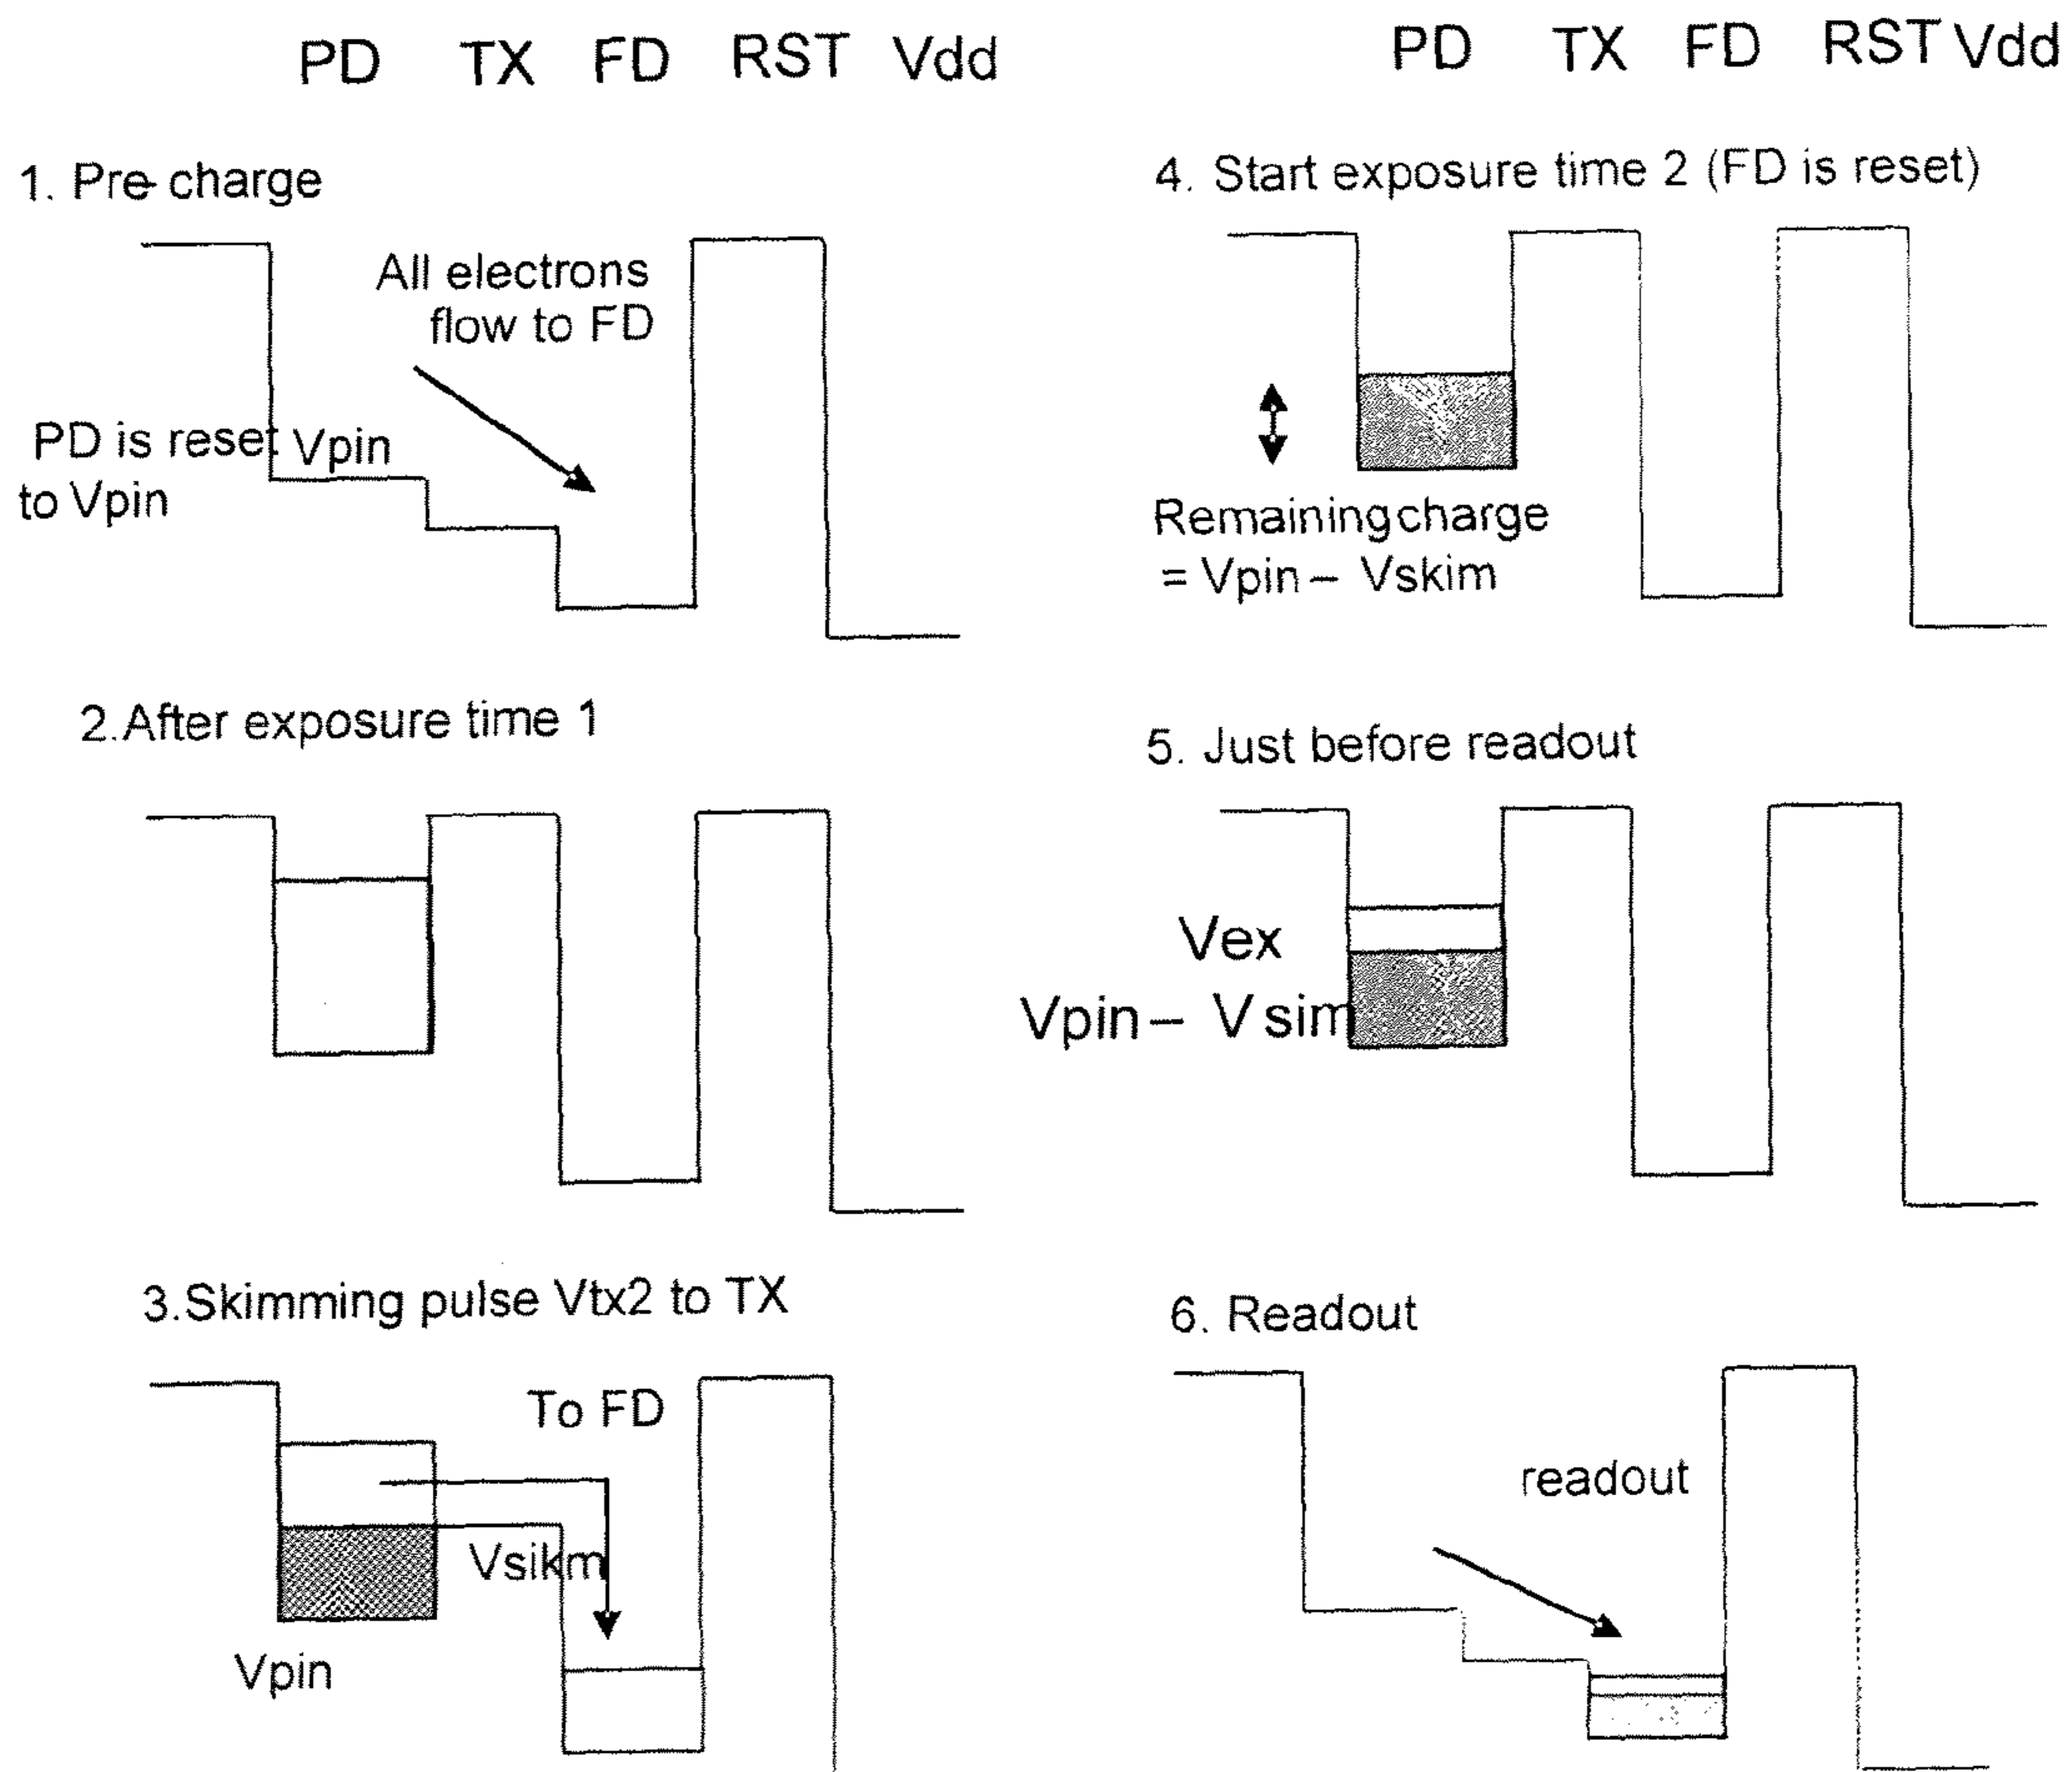 PD TX FD RST Vdd
1. Pre-charge
All electrons
flow to FD
PD is reset
to Vpin
Vpin
2.After exposure time 1
3.Skimming pulse Vtx2 to TX
To FD
Vsikm
Vpin
PD TX FD RST Vdd
4. Start exposure time 2 (FD is reset)
Remaining charge
= Vpin – Vskim
5. Just before readout
Vex
Vpin – Vsim
6. Readout
readout